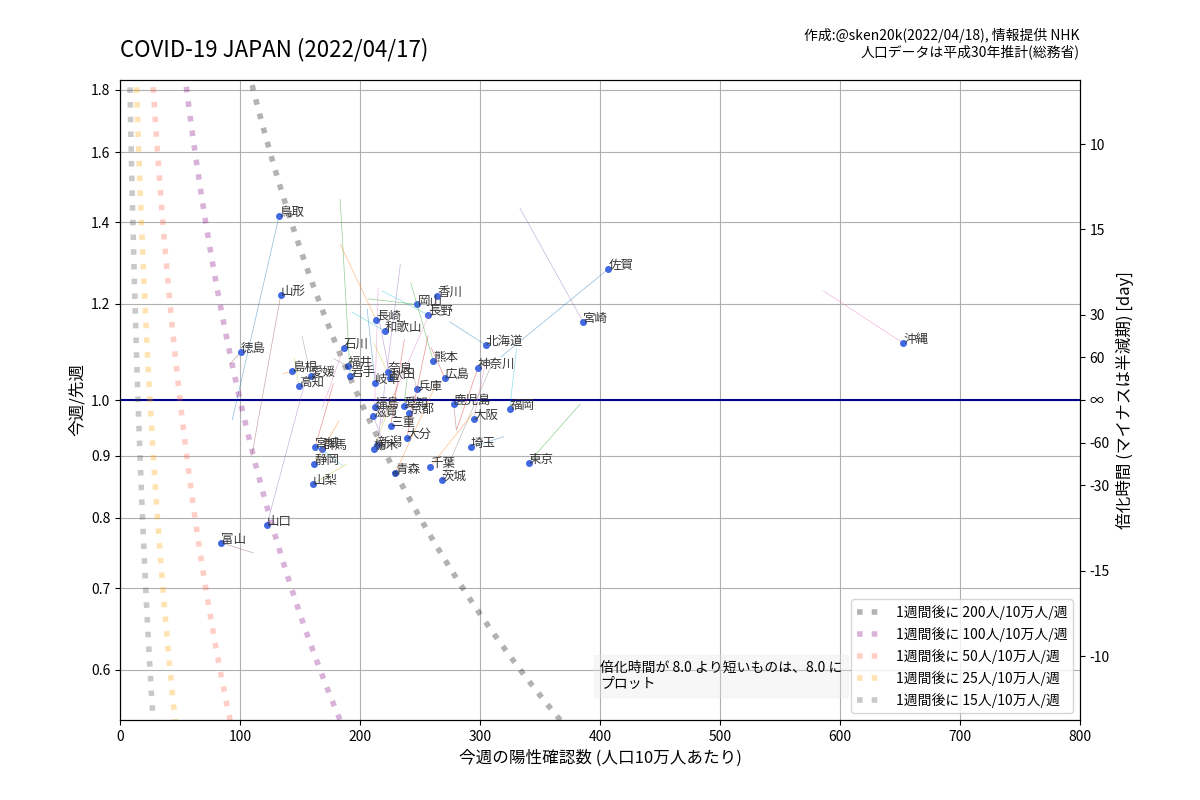 COVID-19 JAPAN (2022/04/17)
作成:@sken20k(2022/04/18), 情報提供 NHK
人口データは平成30年推計(総務省)
1.8
1.6
1.4
1.2
1.0
0.9
0.8
0.7
0.6
今週/先週
10
15
30
60
∞
-60
-30
-15
-10
倍化時間 (マイナスは半減期) [day]
鳥取
佐賀
山形
香川
岡山
長野
長崎
宮崎
和歌山
沖縄
北海道
石川
徳島
熊本
福井
神奈川
島根
愛媛
岩手
奈良
秋田
広島
岐阜
高知
兵庫
福島
愛知
鹿児島
福岡
京都
滋賀
大阪
三重
大分
宮城
群馬
新潟
栃木
埼玉
静岡
千葉
東京
青森
茨城
山梨
山口
富山
倍化時間が 8.0 より短いものは、8.0 に
プロット
1週間後に 200人/10万人/週
1週間後に 100人/10万人/週
1週間後に 50人/10万人/週
1週間後に 25人/10万人/週
1週間後に 15人/10万人/週
0 100 200 300 400 500 600 700 800
今週の陽性確認数 (人口10万人あたり)